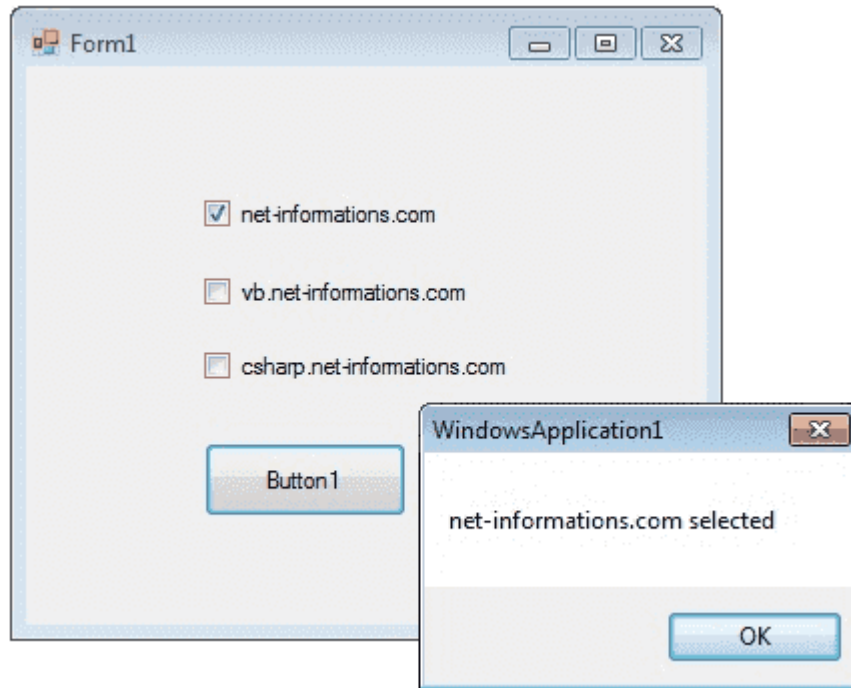 Form1
net-informations.com
vb.net-informations.com
csharp.net-informations.com
Button1
WindowsApplication1
net-informations.com selected
OK